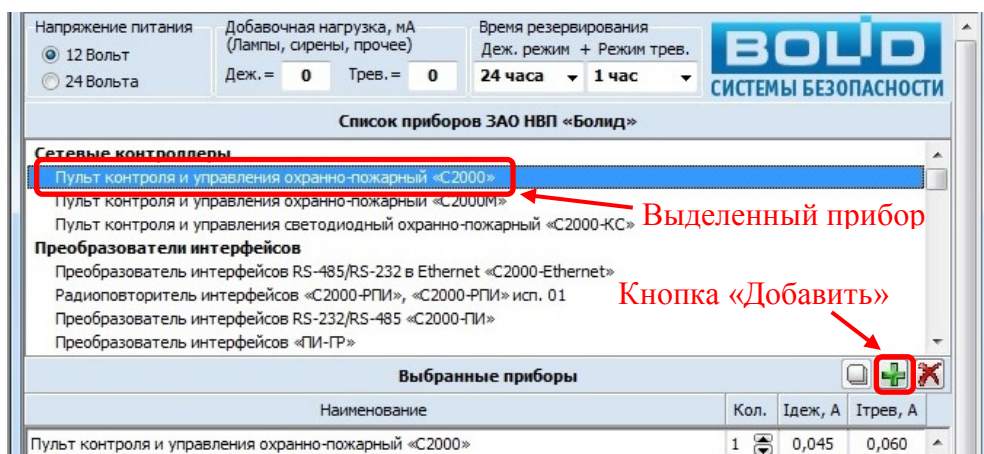 Напряжение питания
12 Вольт
24 Вольта
Добавочная нагрузка, мА
(Лампы, сирены, прочее)
Деж. = 0 Трев. = 0
Время резервирования
Деж. режим + Режим трев.
24 часа 1 час
BOLID
СИСТЕМЫ БЕЗОПАСНОСТИ
Список приборов ЗАО НВП «Болид»
Сетевые контроллеры
Пульт контроля и управления охранно-пожарный «С2000»
Пульт контроля и управления охранно-пожарный «С2000М»
Выделенный прибор
Пульт контроля и управления светодиодный охранно-пожарный «С2000-КС»
Преобразователи интерфейсов
Преобразователь интерфейсов RS-485/RS-232 в Ethernet «С2000-Ethernet»
Радиоповторитель интерфейсов «С2000-РПИ», «С2000-РПИ» исп. 01
Кнопка «Добавить»
Преобразователь интерфейсов RS-232/RS-485 «С2000-ПИ»
Преобразователь интерфейсов «ПИ-ГР»
Выбранные приборы
Наименование Кол. Iдеж, А Iтрев, А
Пульт контроля и управления охранно-пожарный «С2000» 1 0,045 0,060